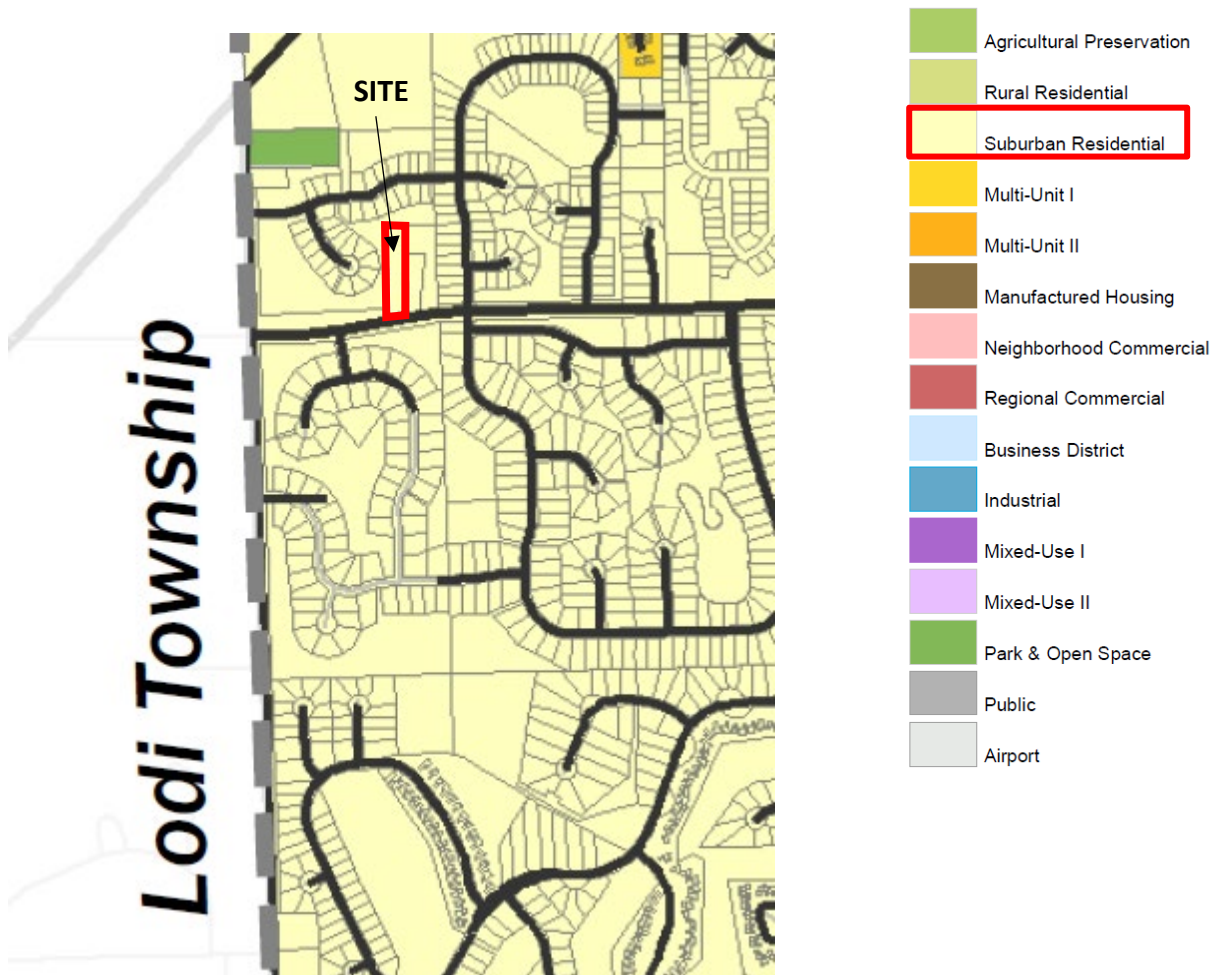 SITE
Lodi Township
Agricultural Preservation
Rural Residential
Suburban Residential
Multi-Unit I
Multi-Unit II
Manufactured Housing
Neighborhood Commercial
Regional Commercial
Business District
Industrial
Mixed-Use I
Mixed-Use II
Park & Open Space
Public
Airport